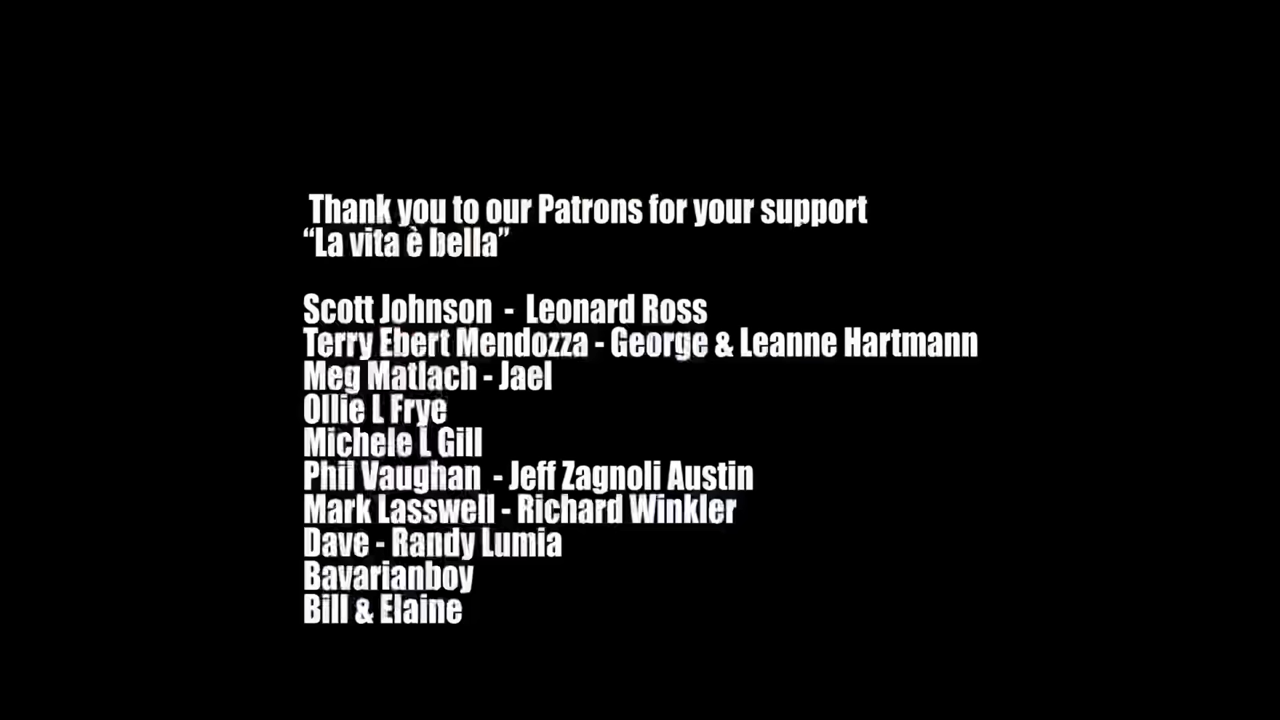 Thank you to our Patrons for your support
“La vita è bella”
Scott Johnson - Leonard Ross
Terry Ebert Mendozza - George & Leanne Hartmann
Meg Matlach - Jael
Ollie L Frye
Michele L Gill
Phil Vaughan - Jeff Zagnoli Austin
Mark Lasswell - Richard Winkler
Dave - Randy Lumia
Bavarianboy
Bill & Elaine